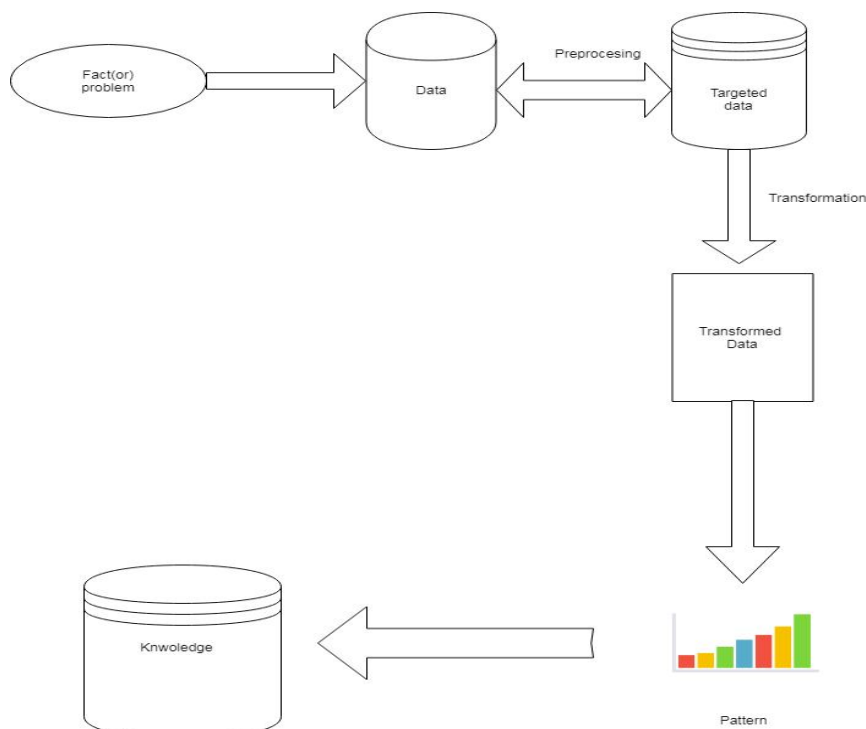 Fact(or)
problem
Data
Preprocesing
Targeted
data
Transformation
Transformed
Data
Pattern
Knwoledge